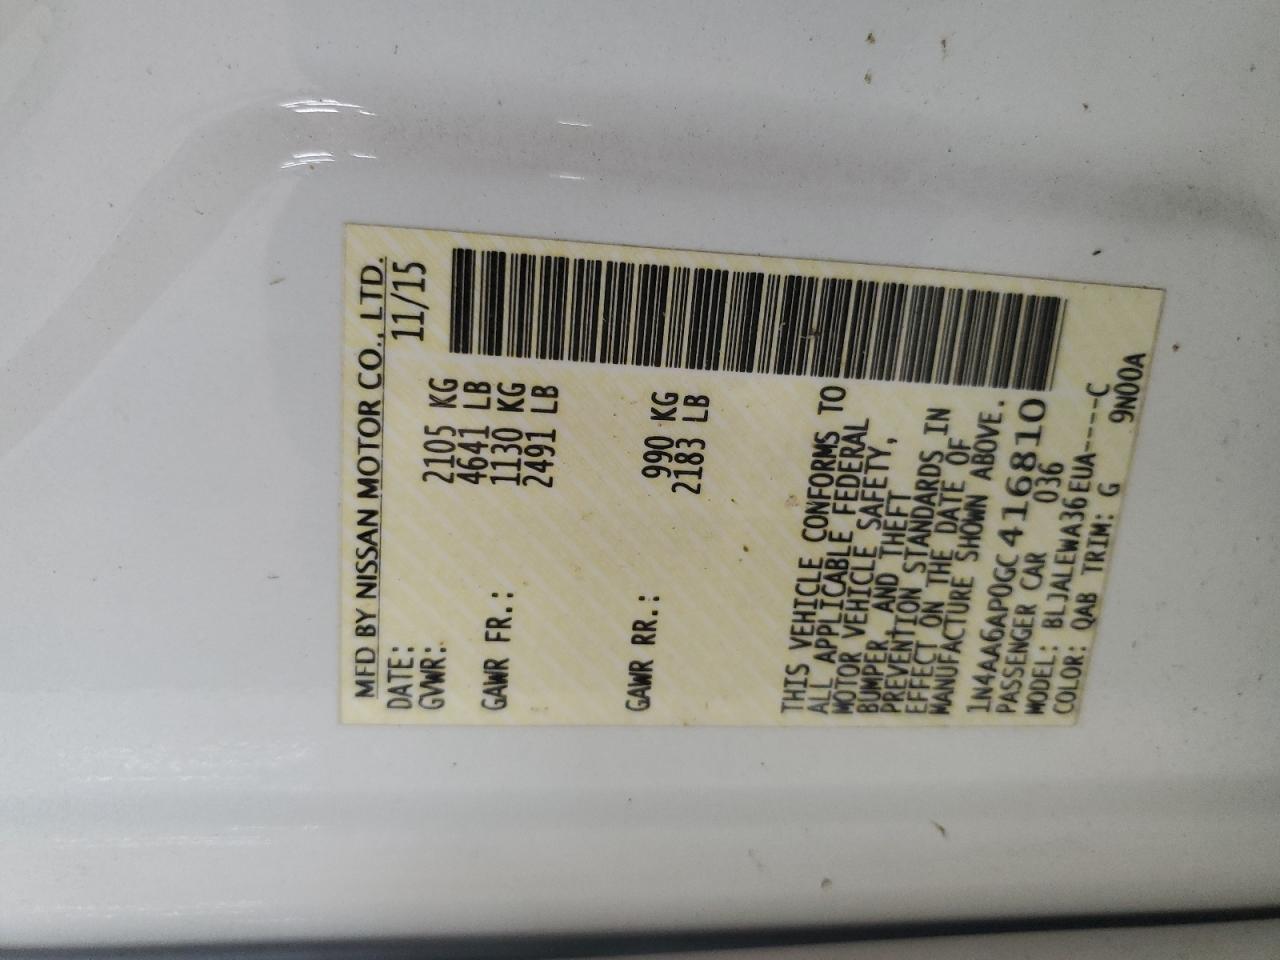 MFD BY NISSAN MOTOR CO., LTD.
DATE: 11/15
GVWR: 2105 KG
4641 LB
GAWR FR.: 1130 KG
2491 LB
GAWR RR.: 990 KG
2183 LB
THIS VEHICLE CONFORMS TO
ALL APPLICABLE FEDERAL
MOTOR VEHICLE SAFETY,
BUMPER AND THEFT
PREVENTION STANDARDS IN
EFFECT ON THE DATE OF
MANUFACTURE SHOWN ABOVE.
1N4AA6AP0GC416810
PASSENGER CAR 036
MODEL: BLJALEWA36EUA-----C
COLOR: QAB TRIM: G 9N00A